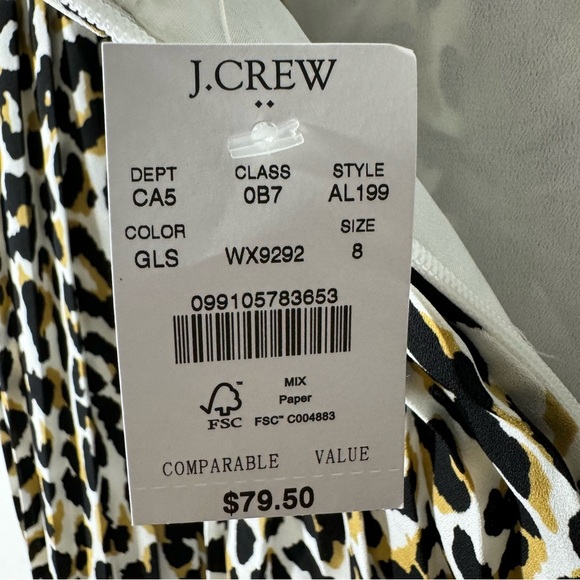 J.CREW
DEPT CLASS STYLE
CA5 0B7 AL199
COLOR SIZE
GLS WX9292 8
099105783653
MIX
Paper
FSC FSC™ C004883
COMPARABLE VALUE
$79.50